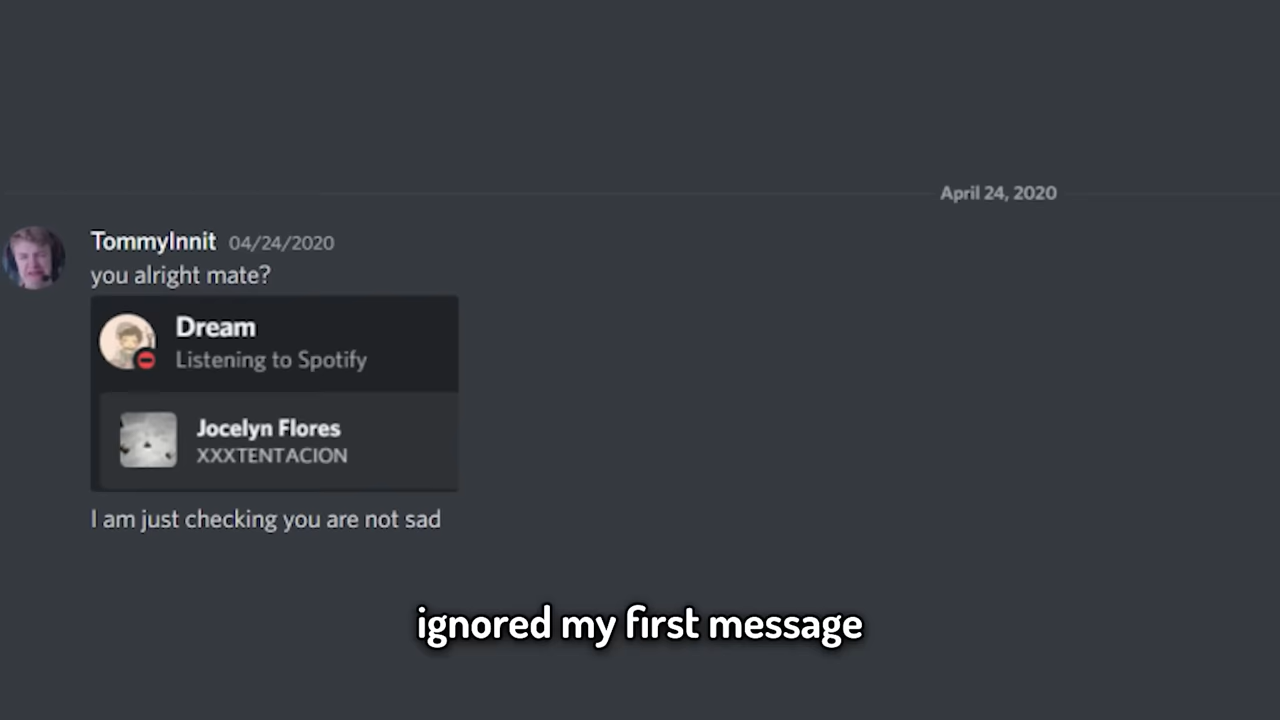 April 24, 2020
TommyInnit 04/24/2020
you alright mate?
Dream
Listening to Spotify
Jocelyn Flores
XXXTENTACION
I am just checking you are not sad
ignored my first message